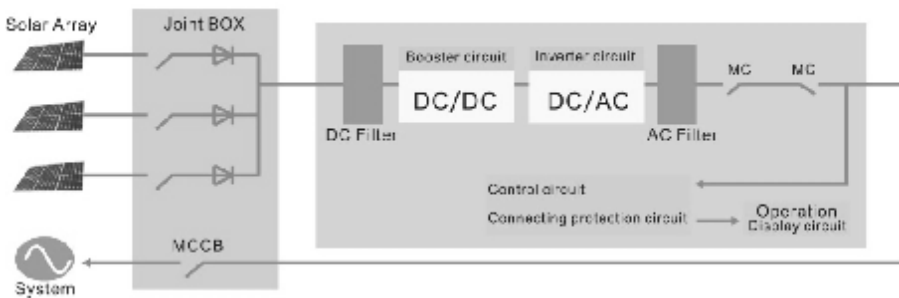 Solar Array
Joint BOX
Booster circuit
Inverter circuit
DC/DC
DC/AC
MC
MC
DC Filter
AC Filter
Control circuit
Connecting protection circuit
Operation
Display circuit
MCCB
System